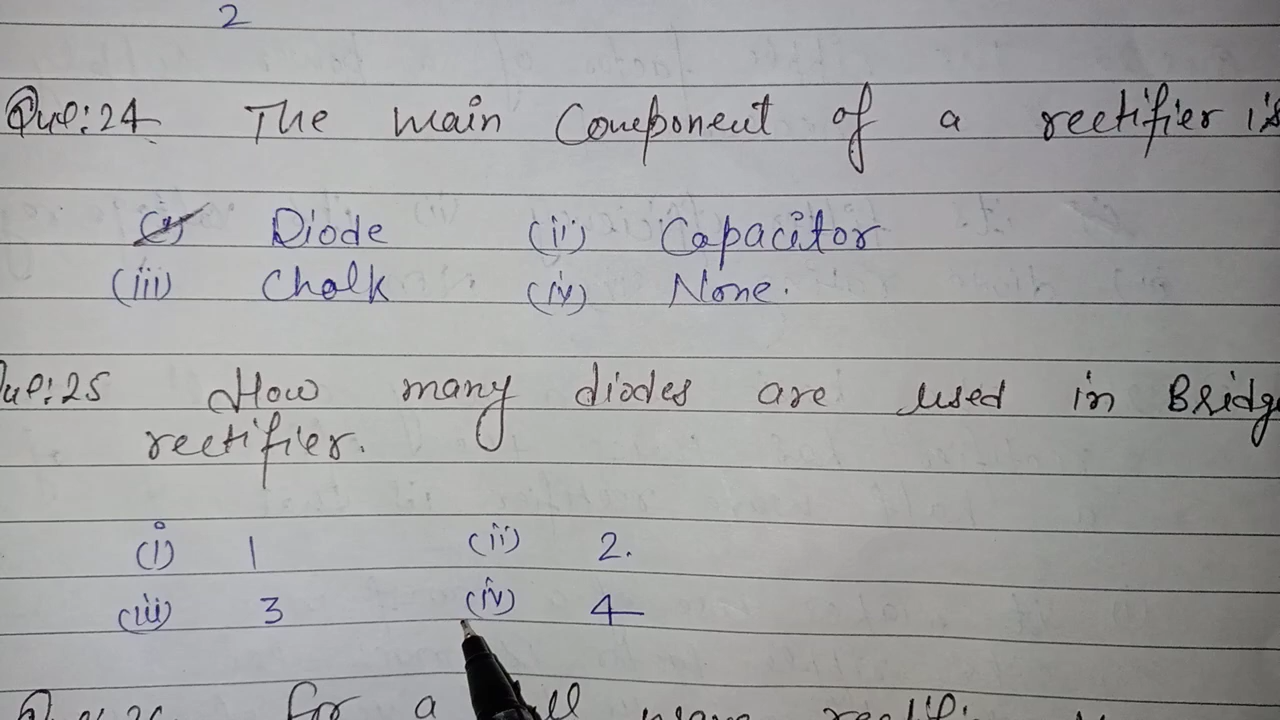 2
Que:24 The main Component of a rectifier is
(i) Diode (ii) Capacitor
(iii) Chalk (iv) None.
Que:25 How many diodes are used in Bridge
rectifier.
(i) 1 (ii) 2.
(iii) 3 (iv) 4
for a